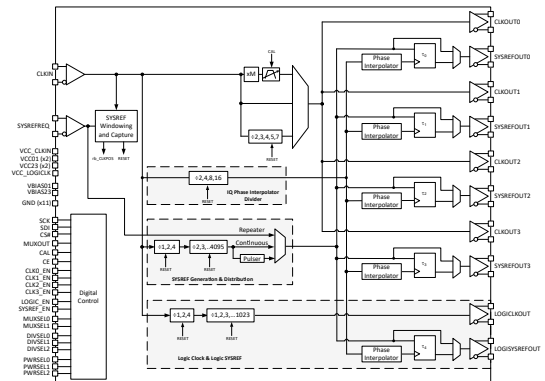 CLKIN
SYSREFREQ
SYSREF
Windowing
and Capture
rb_CLKPOS
RESET
VCC_CLKIN
VCC01 (x2)
VCC23 (x2)
VCC_LOGICLK
VBIAS01
VBIAS23
GND (x11)
SCK
SDI
CS#
MUXOUT
CAL
CE
CLK0_EN
CLK1_EN
CLK2_EN
CLK3_EN
LOGIC_EN
SYSREF_EN
MUXSEL0
MUXSEL1
DIVSEL0
DIVSEL1
DIVSEL2
PWRSEL0
PWRSEL1
PWRSEL2
Digital
Control
CAL
xM
÷2,3,4,5,7
RESET
÷2,4,8,16
RESET
IQ Phase Interpolator
Divider
Repeater
Continuous
÷1,2,4
÷2,3,..4095
Pulser
RESET
RESET
SYSREF Generation & Distribution
÷1,2,4
÷1,2,3,...1023
RESET
RESET
Logic Clock & Logic SYSREF
CLKOUT0
Phase
Interpolator
τ0
SYSREFOUT0
CLKOUT1
Phase
Interpolator
τ1
SYSREFOUT1
CLKOUT2
Phase
Interpolator
τ2
SYSREFOUT2
CLKOUT3
Phase
Interpolator
τ3
SYSREFOUT3
LOGICLKOUT
Phase
Interpolator
τ4
LOGISYSREFOUT